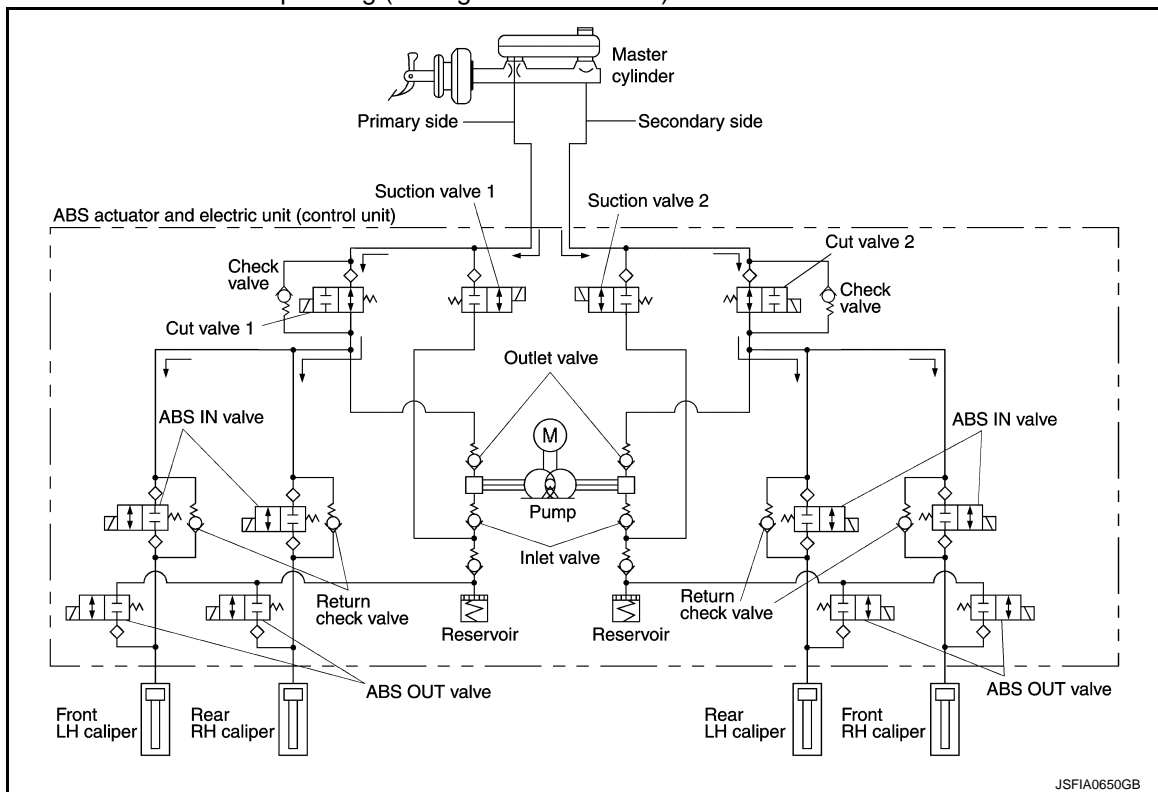 Master
cylinder
Primary side
Secondary side
Suction valve 1
Suction valve 2
ABS actuator and electric unit (control unit)
Cut valve 2
Check
valve
Check
valve
Cut valve 1
Outlet valve
ABS IN valve
ABS IN valve
M
Pump
Inlet valve
Return
check valve
Return
check valve
Reservoir
Reservoir
ABS OUT valve
ABS OUT valve
Front
LH caliper
Rear
RH caliper
Rear
LH caliper
Front
RH caliper
JSFIA0650GB